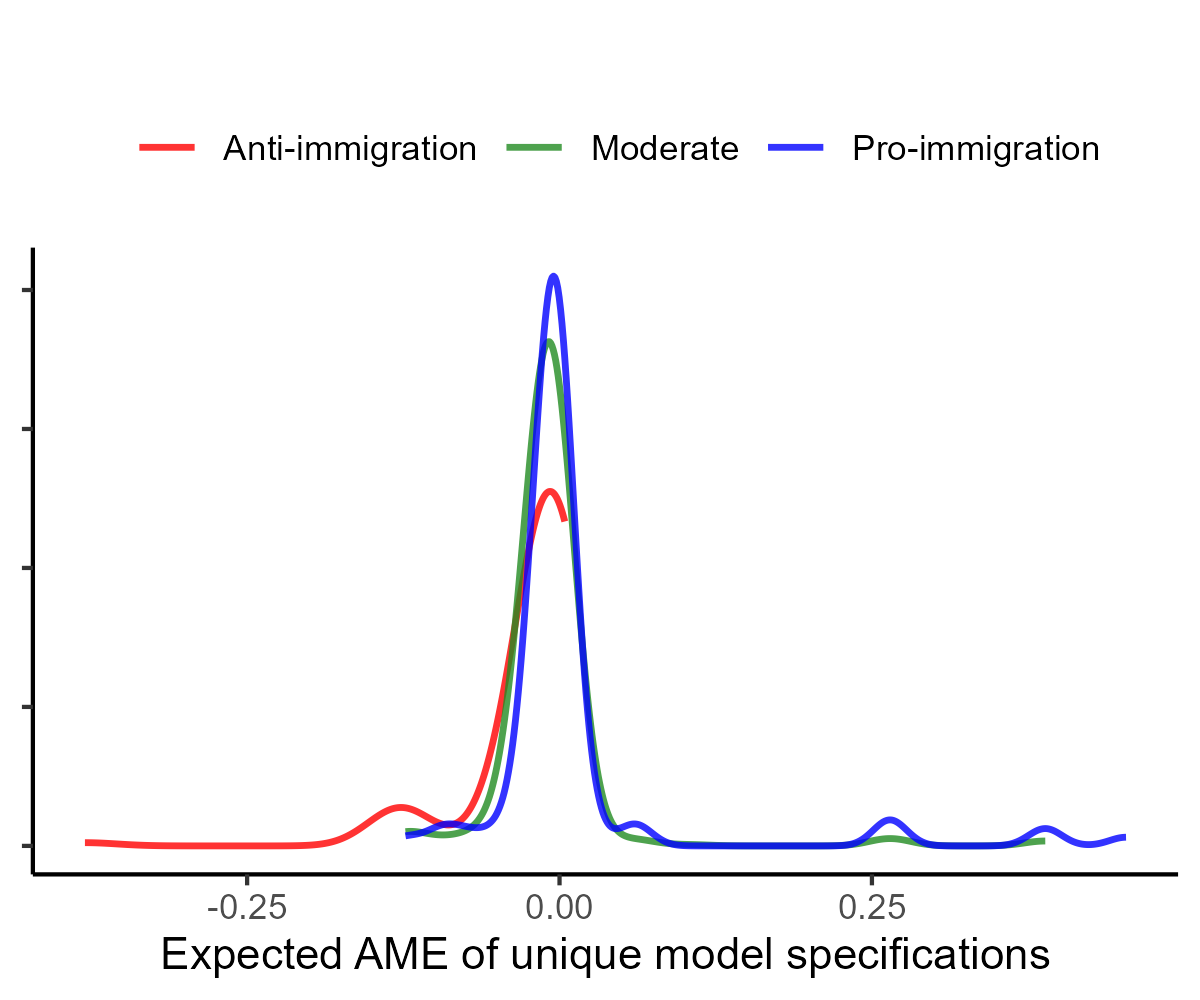 Anti-immigration Moderate Pro-immigration
-0.25 0.00 0.25
Expected AME of unique model specifications